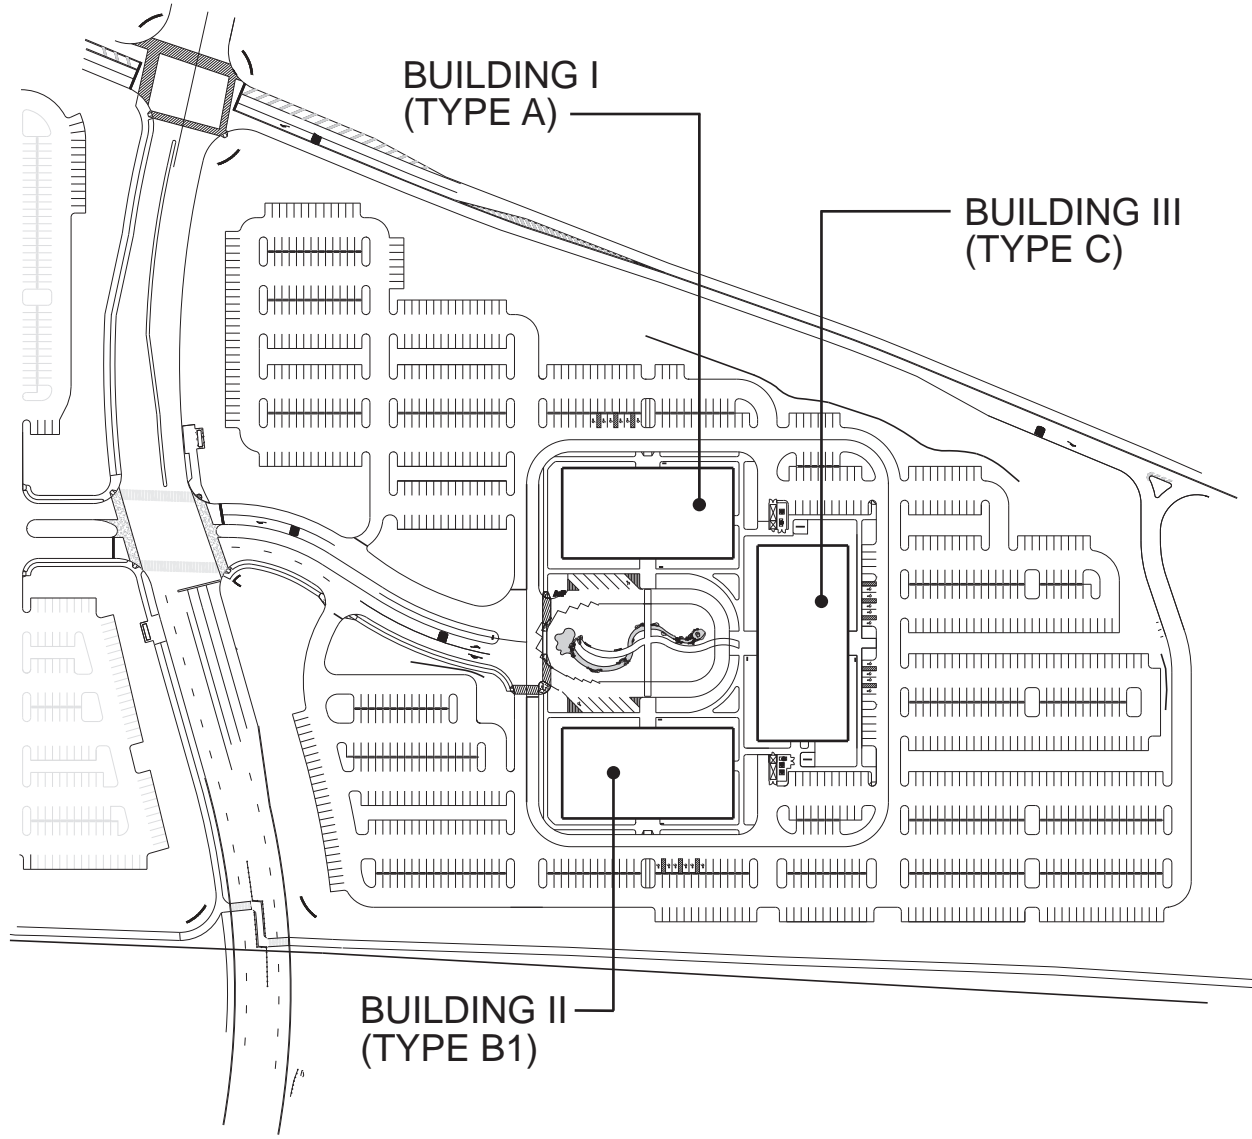 BUILDING I
(TYPE A)
BUILDING III
(TYPE C)
BUILDING II
(TYPE B1)